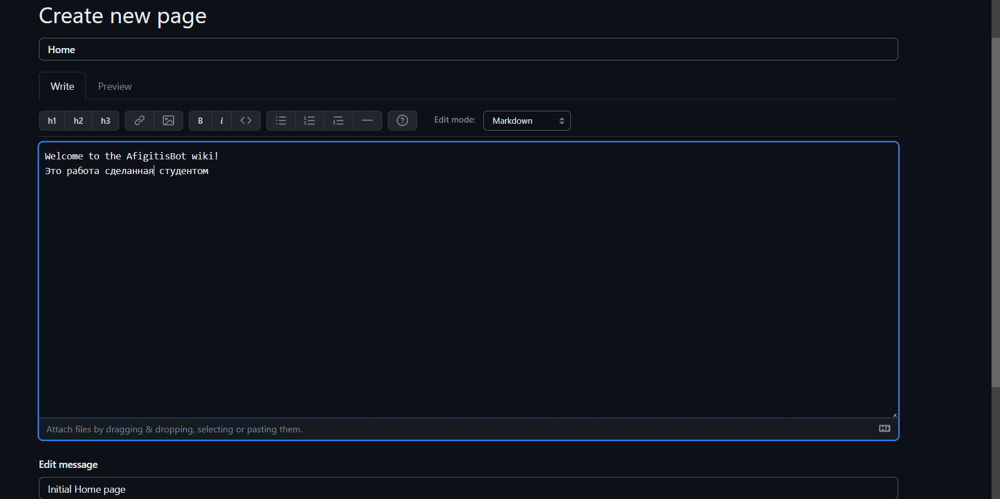 Create new page
Home
Write Preview
h1 h2 h3 B i Edit mode: Markdown
Welcome to the AfigitisBot wiki!
Это работа сделанная студентом
Attach files by dragging & dropping, selecting or pasting them.
Edit message
Initial Home page